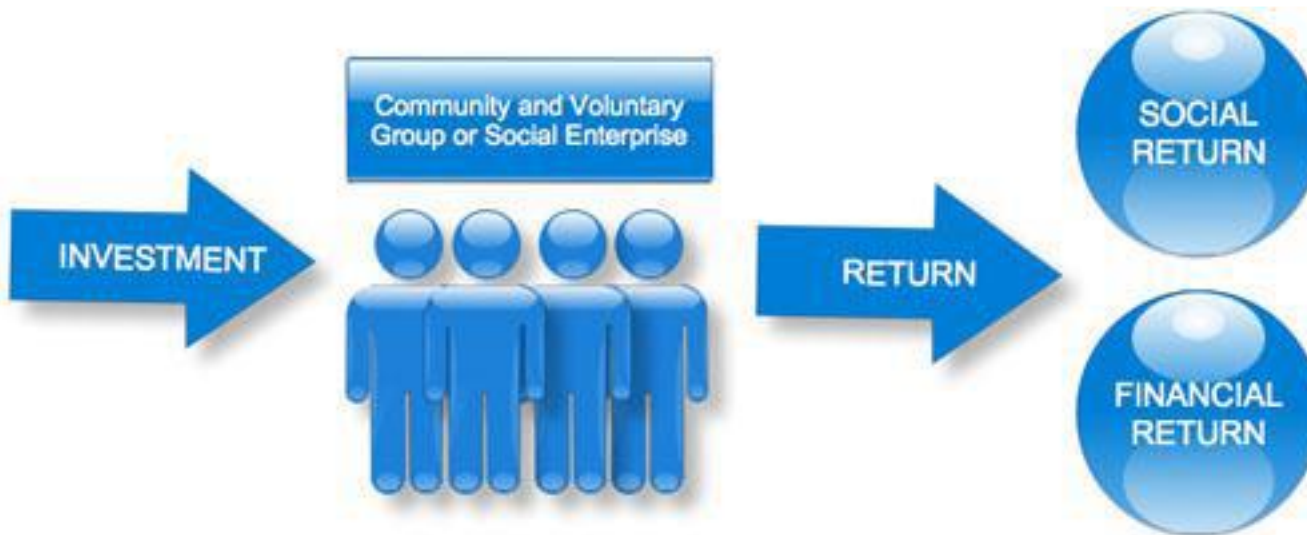 INVESTMENT
Community and Voluntary
Group or Social Enterprise
RETURN
SOCIAL
RETURN
FINANCIAL
RETURN